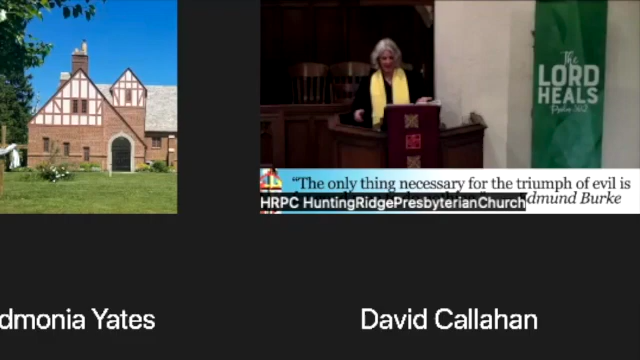 The
LORD
HEALS
"The only thing necessary for the triumph of evil is
HRPC HuntingRidgePresbyterianChurch
dmund Burke
dmonia Yates
David Callahan